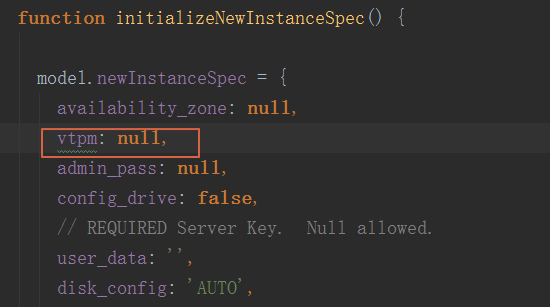 function initializeNewInstanceSpec() {
model.newInstanceSpec = {
availability_zone: null,
vtpm: null,
admin_pass: null,
config_drive: false,
// REQUIRED Server Key.  Null allowed.
user_data: '',
disk_config: 'AUTO',